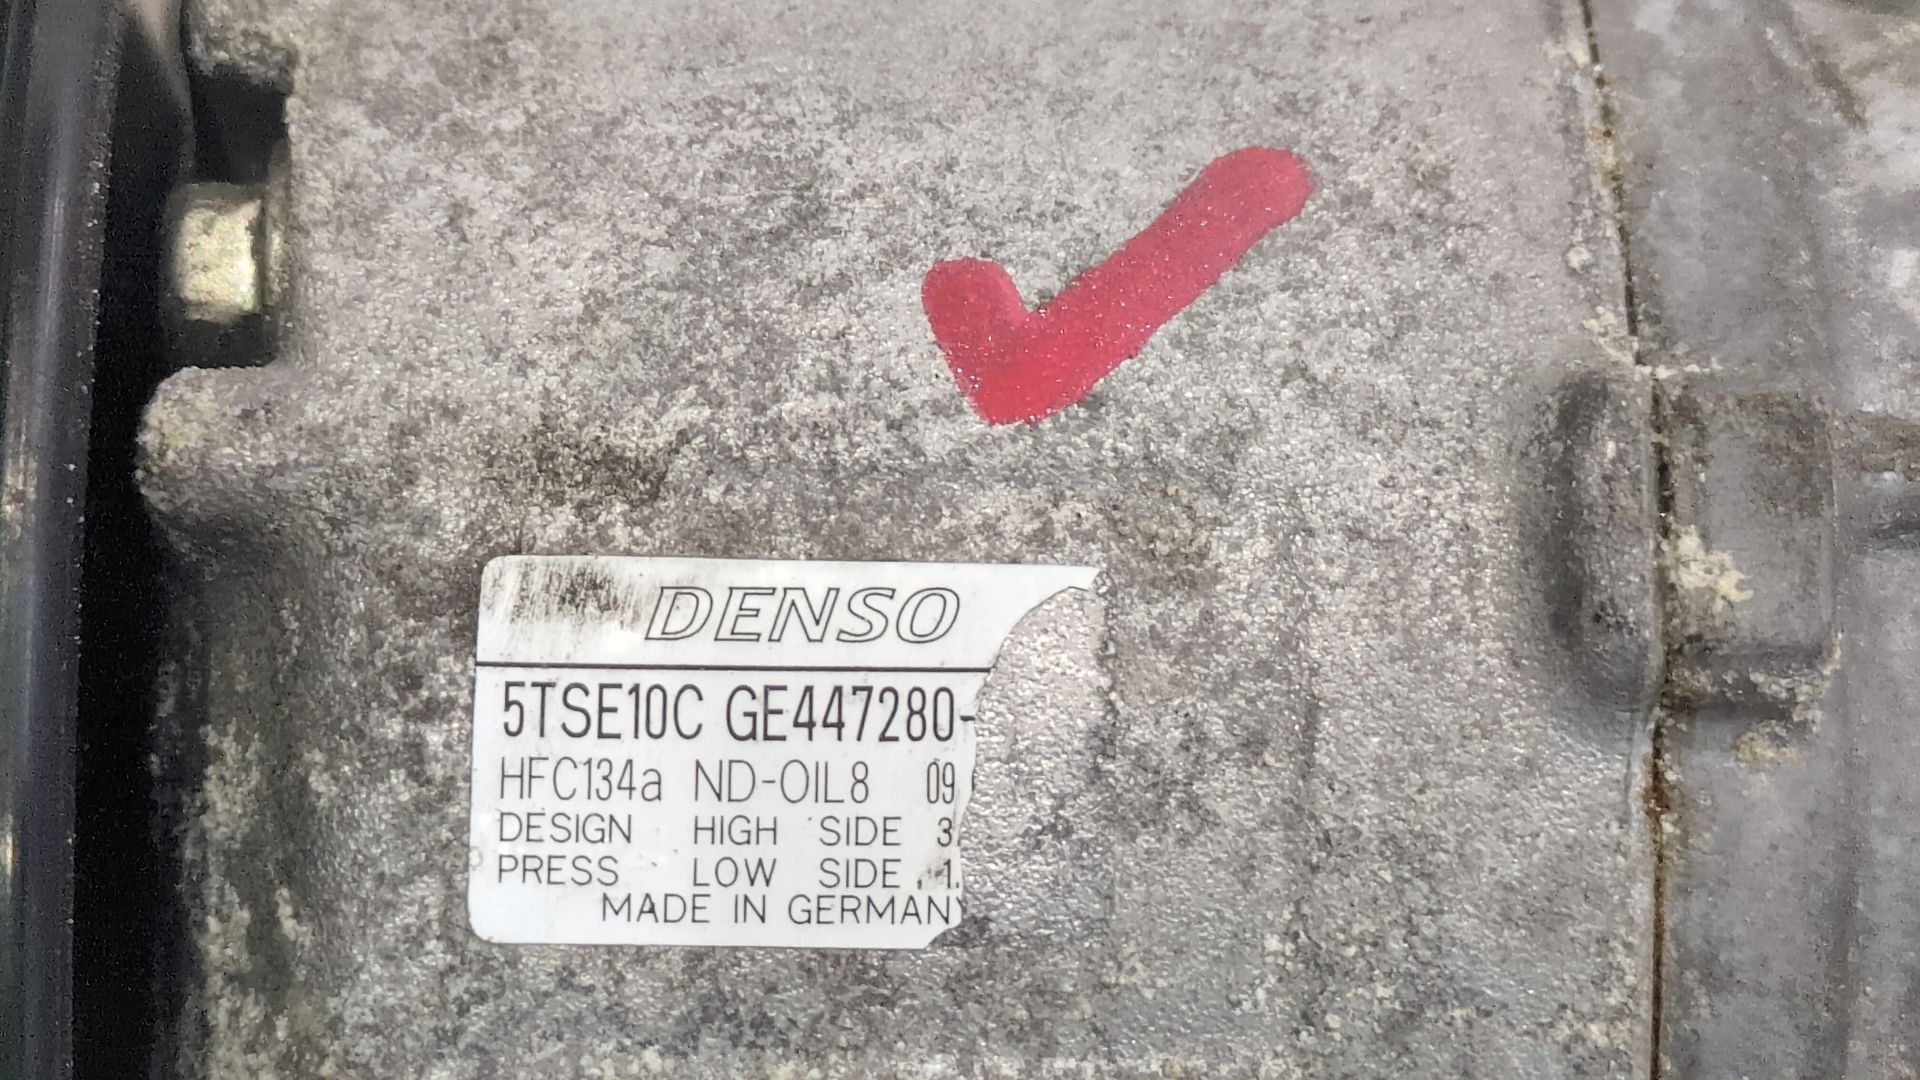 DENSO
5TSE10C GE447280-
HFC134a ND-OIL8 09
DESIGN HIGH SIDE 3
PRESS LOW SIDE 1.
MADE IN GERMANY